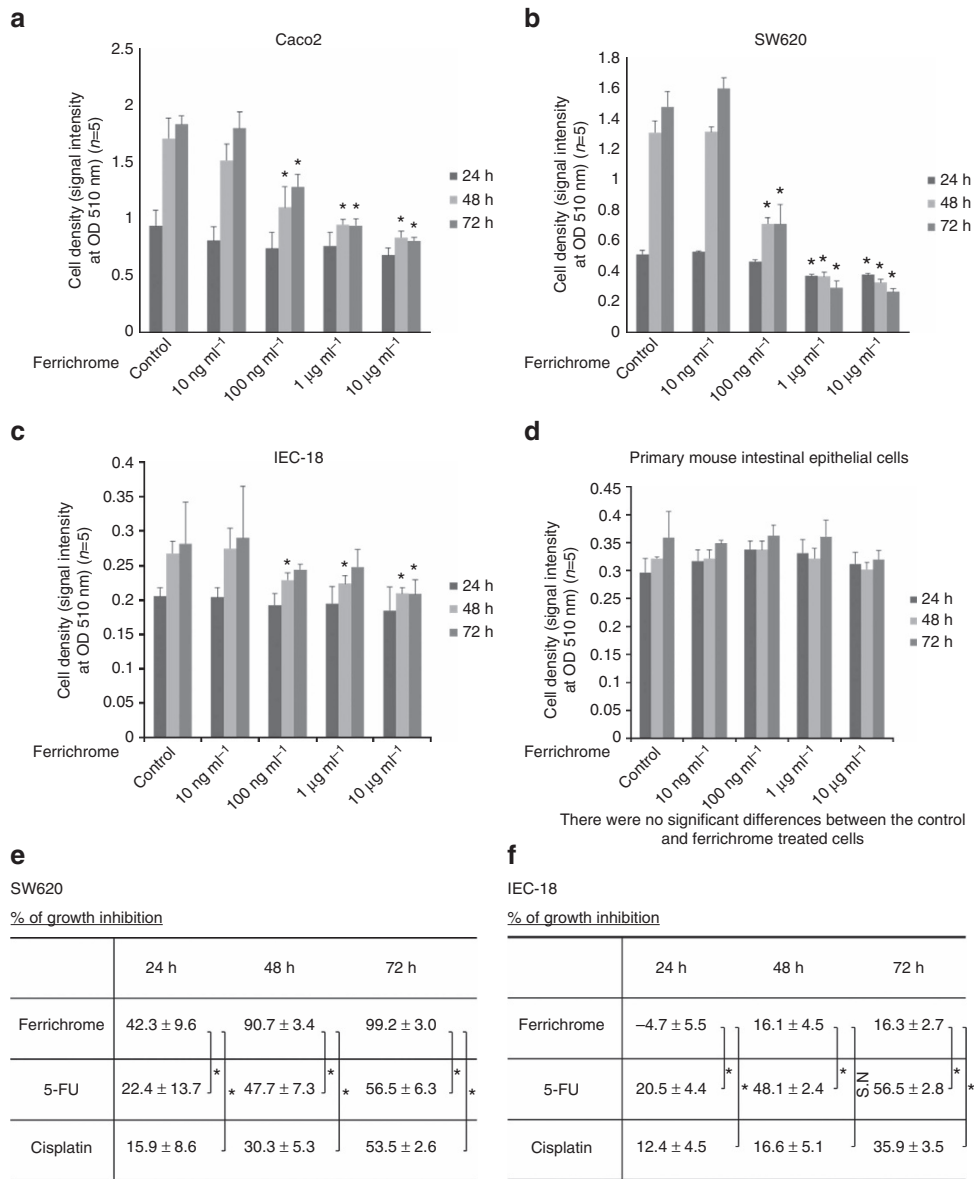 a
Caco2
Cell density (signal intensity
at OD 510 nm) (n=5)
2.5
2
1.5
1
0.5
0
* * * * * *
24 h
48 h
72 h
Ferrichrome
Control
10 ng ml⁻¹
100 ng ml⁻¹
1 µg ml⁻¹
10 µg ml⁻¹
b
SW620
Cell density (signal intensity
at OD 510 nm) (n=5)
1.8
1.6
1.4
1.2
1
0.8
0.6
0.4
0.2
0
* * * * * * * *
24 h
48 h
72 h
Ferrichrome
Control
10 ng ml⁻¹
100 ng ml⁻¹
1 µg ml⁻¹
10 µg ml⁻¹
c
IEC-18
Cell density (signal intensity
at OD 510 nm) (n=5)
0.4
0.35
0.3
0.25
0.2
0.15
0.1
0.05
0
* * * *
24 h
48 h
72 h
Ferrichrome
Control
10 ng ml⁻¹
100 ng ml⁻¹
1 µg ml⁻¹
10 µg ml⁻¹
d
Primary mouse intestinal epithelial cells
Cell density (signal intensity
at OD 510 nm) (n=5)
0.45
0.4
0.35
0.3
0.25
0.2
0.15
0.1
0.05
0
24 h
48 h
72 h
Ferrichrome
Control
10 ng ml⁻¹
100 ng ml⁻¹
1 µg ml⁻¹
10 µg ml⁻¹
There were no significant differences between the control
and ferrichrome treated cells
e
SW620
% of growth inhibition
24 h 48 h 72 h
Ferrichrome 42.3 ± 9.6 90.7 ± 3.4 99.2 ± 3.0
5-FU 22.4 ± 13.7 * * 47.7 ± 7.3 * * 56.5 ± 6.3 * *
Cisplatin 15.9 ± 8.6 30.3 ± 5.3 53.5 ± 2.6
f
IEC-18
% of growth inhibition
24 h 48 h 72 h
Ferrichrome –4.7 ± 5.5 16.1 ± 4.5 16.3 ± 2.7
5-FU 20.5 ± 4.4 * * 48.1 ± 2.4 * S.N 56.5 ± 2.8 * *
Cisplatin 12.4 ± 4.5 16.6 ± 5.1 35.9 ± 3.5